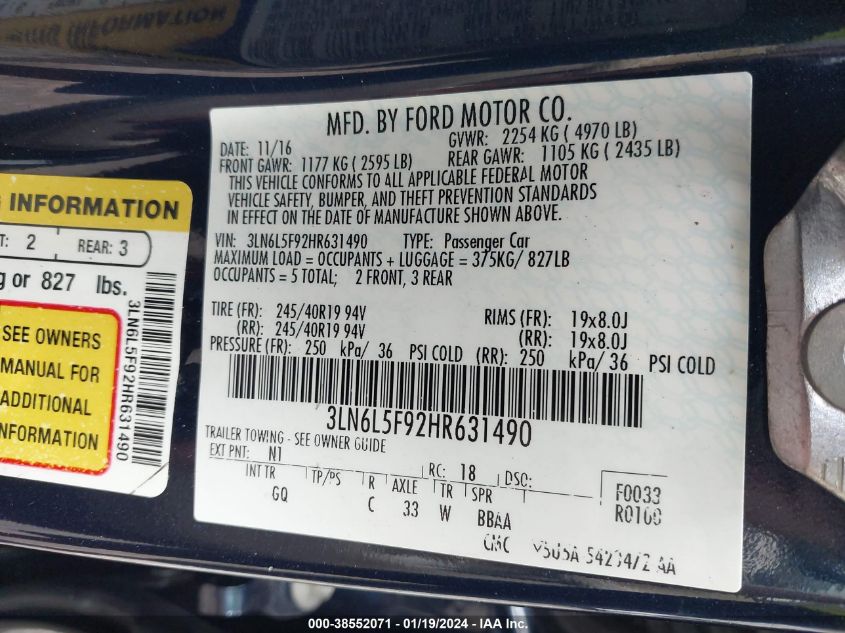 MFD. BY FORD MOTOR CO.
DATE: 11/16 GVWR: 2254 KG ( 4970 LB)
FRONT GAWR: 1177 KG ( 2595 LB) REAR GAWR: 1105 KG ( 2435 LB)
THIS VEHICLE CONFORMS TO ALL APPLICABLE FEDERAL MOTOR
VEHICLE SAFETY, BUMPER, AND THEFT PREVENTION STANDARDS
IN EFFECT ON THE DATE OF MANUFACTURE SHOWN ABOVE.
VIN: 3LN6L5F92HR631490 TYPE: Passenger Car
MAXIMUM LOAD = OCCUPANTS + LUGGAGE = 375KG/ 827LB
OCCUPANTS = 5 TOTAL; 2 FRONT, 3 REAR
TIRE (FR): 245/40R19 94V RIMS (FR): 19x8.0J
(RR): 245/40R19 94V (RR): 19x8.0J
PRESSURE (FR): 250 kPa/ 36 PSI COLD (RR): 250 kPa/ 36 PSI COLD
3LN6L5F92HR631490
TRAILER TOWING - SEE OWNER GUIDE
EXT PNT: N1 RC: 18 DSO:
INT TR TP/PS R AXLE TR SPR
GQ C 33 W BBAA
F0033
R0100
CMC
INFORMATION
2 REAR: 3
or 827 lbs.
SEE OWNERS
MANUAL FOR
ADDITIONAL
INFORMATION
3LN6L5F92HR631490
000-38552071 - 01/19/2024 - IAA Inc.